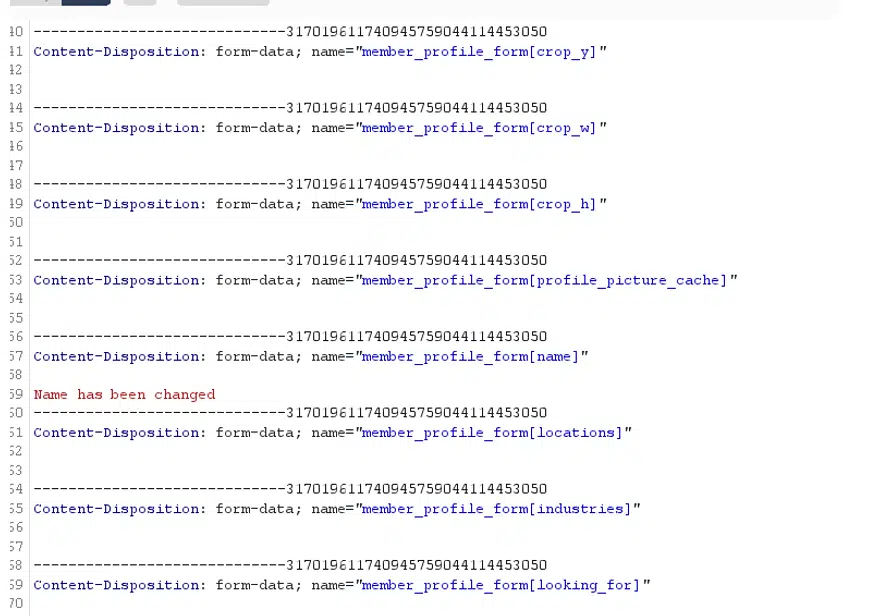 40 -----------------------------31701961174094575904411445​3050
41 Content-Disposition: form-data; name="member_profile_form[crop_y]"
42
43
44 -----------------------------317019611740945759044114453050
45 Content-Disposition: form-data; name="member_profile_form[crop_w]"
46
47
48 -----------------------------317019611740945759044114453050
49 Content-Disposition: form-data; name="member_profile_form[crop_h]"
50
51
52 -----------------------------317019611740945759044114453050
53 Content-Disposition: form-data; name="member_profile_form[profile_picture_cache]"
54
55
56 -----------------------------317019611740945759044114453050
57 Content-Disposition: form-data; name="member_profile_form[name]"
58
59 Name has been changed
60 -----------------------------317019611740945759044114453050
61 Content-Disposition: form-data; name="member_profile_form[locations]"
62
63
64 -----------------------------317019611740945759044114453050
65 Content-Disposition: form-data; name="member_profile_form[industries]"
66
67
68 -----------------------------317019611740945759044114453050
69 Content-Disposition: form-data; name="member_profile_form[looking_for]"
70